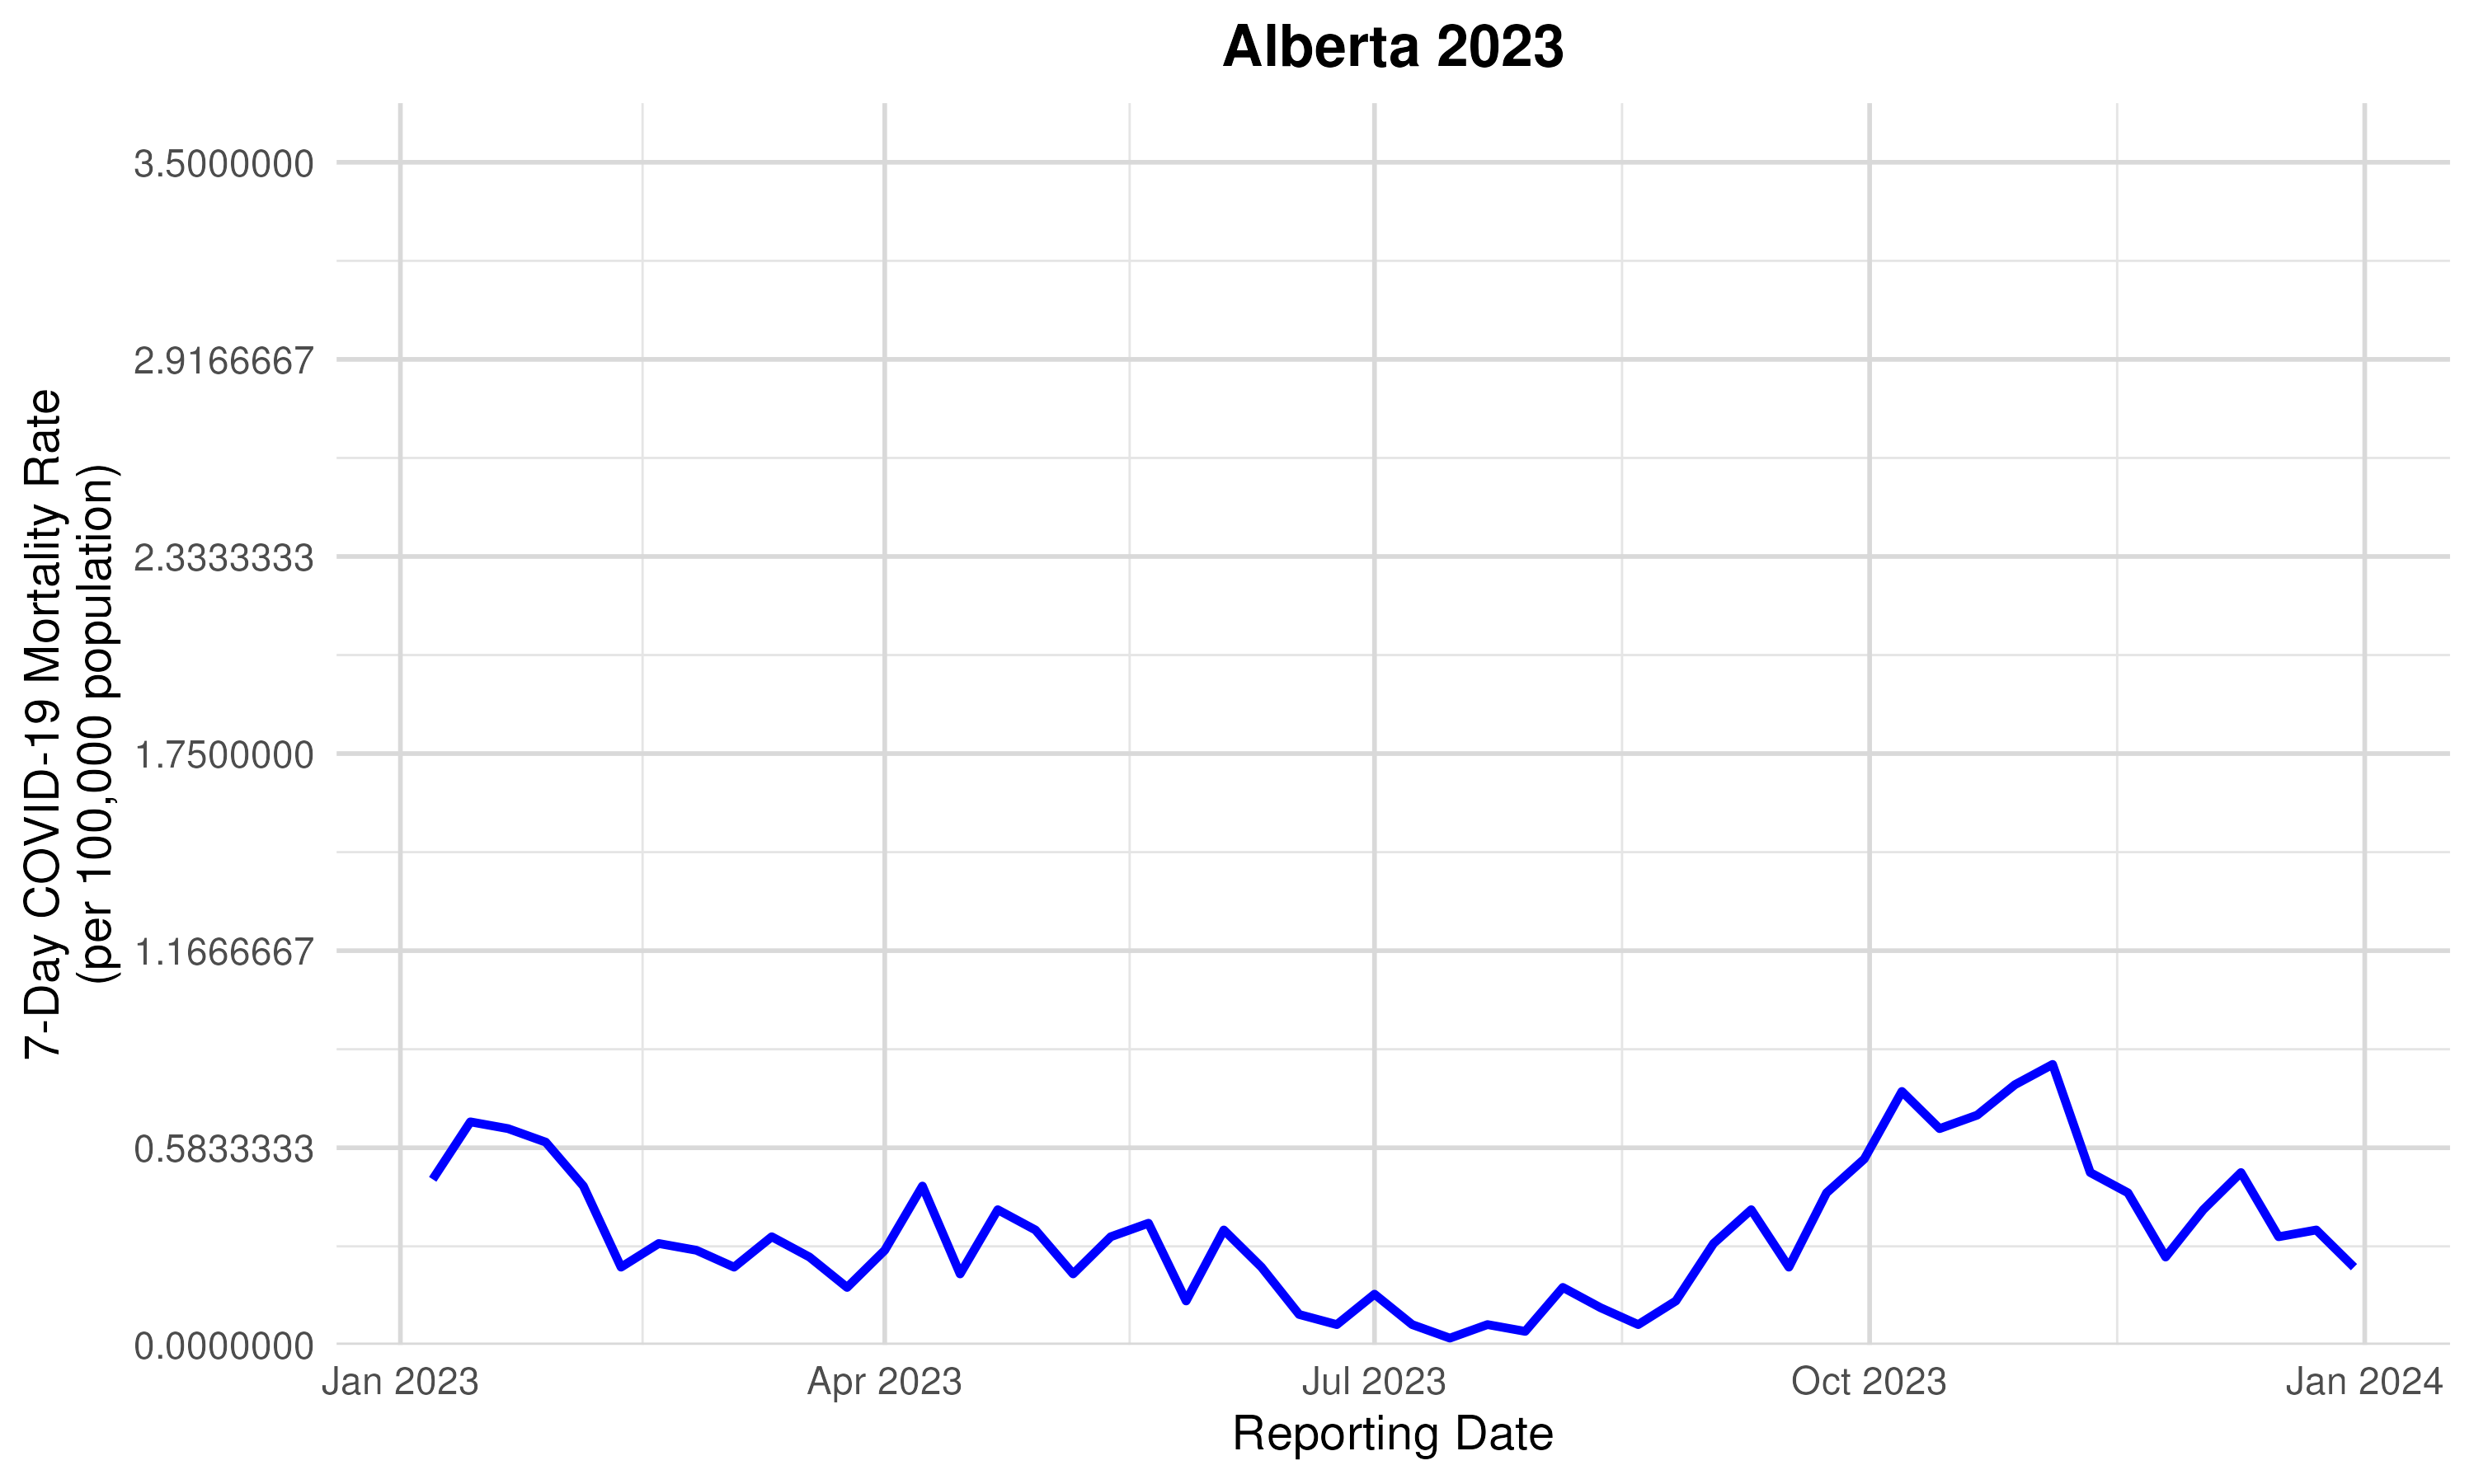 Alberta 2023
7-Day COVID-19 Mortality Rate
(per 100,000 population)
3.5000000
2.9166667
2.3333333
1.7500000
1.1666667
0.5833333
0.0000000
Jan 2023 Apr 2023 Jul 2023 Oct 2023 Jan 2024
Reporting Date